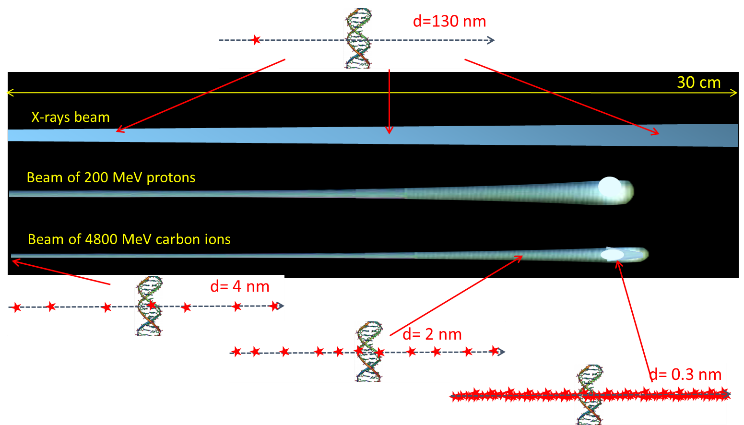 d=130 nm
30 cm
X-rays beam
Beam of 200 MeV protons
Beam of 4800 MeV carbon ions
d= 4 nm
d= 2 nm
d= 0.3 nm